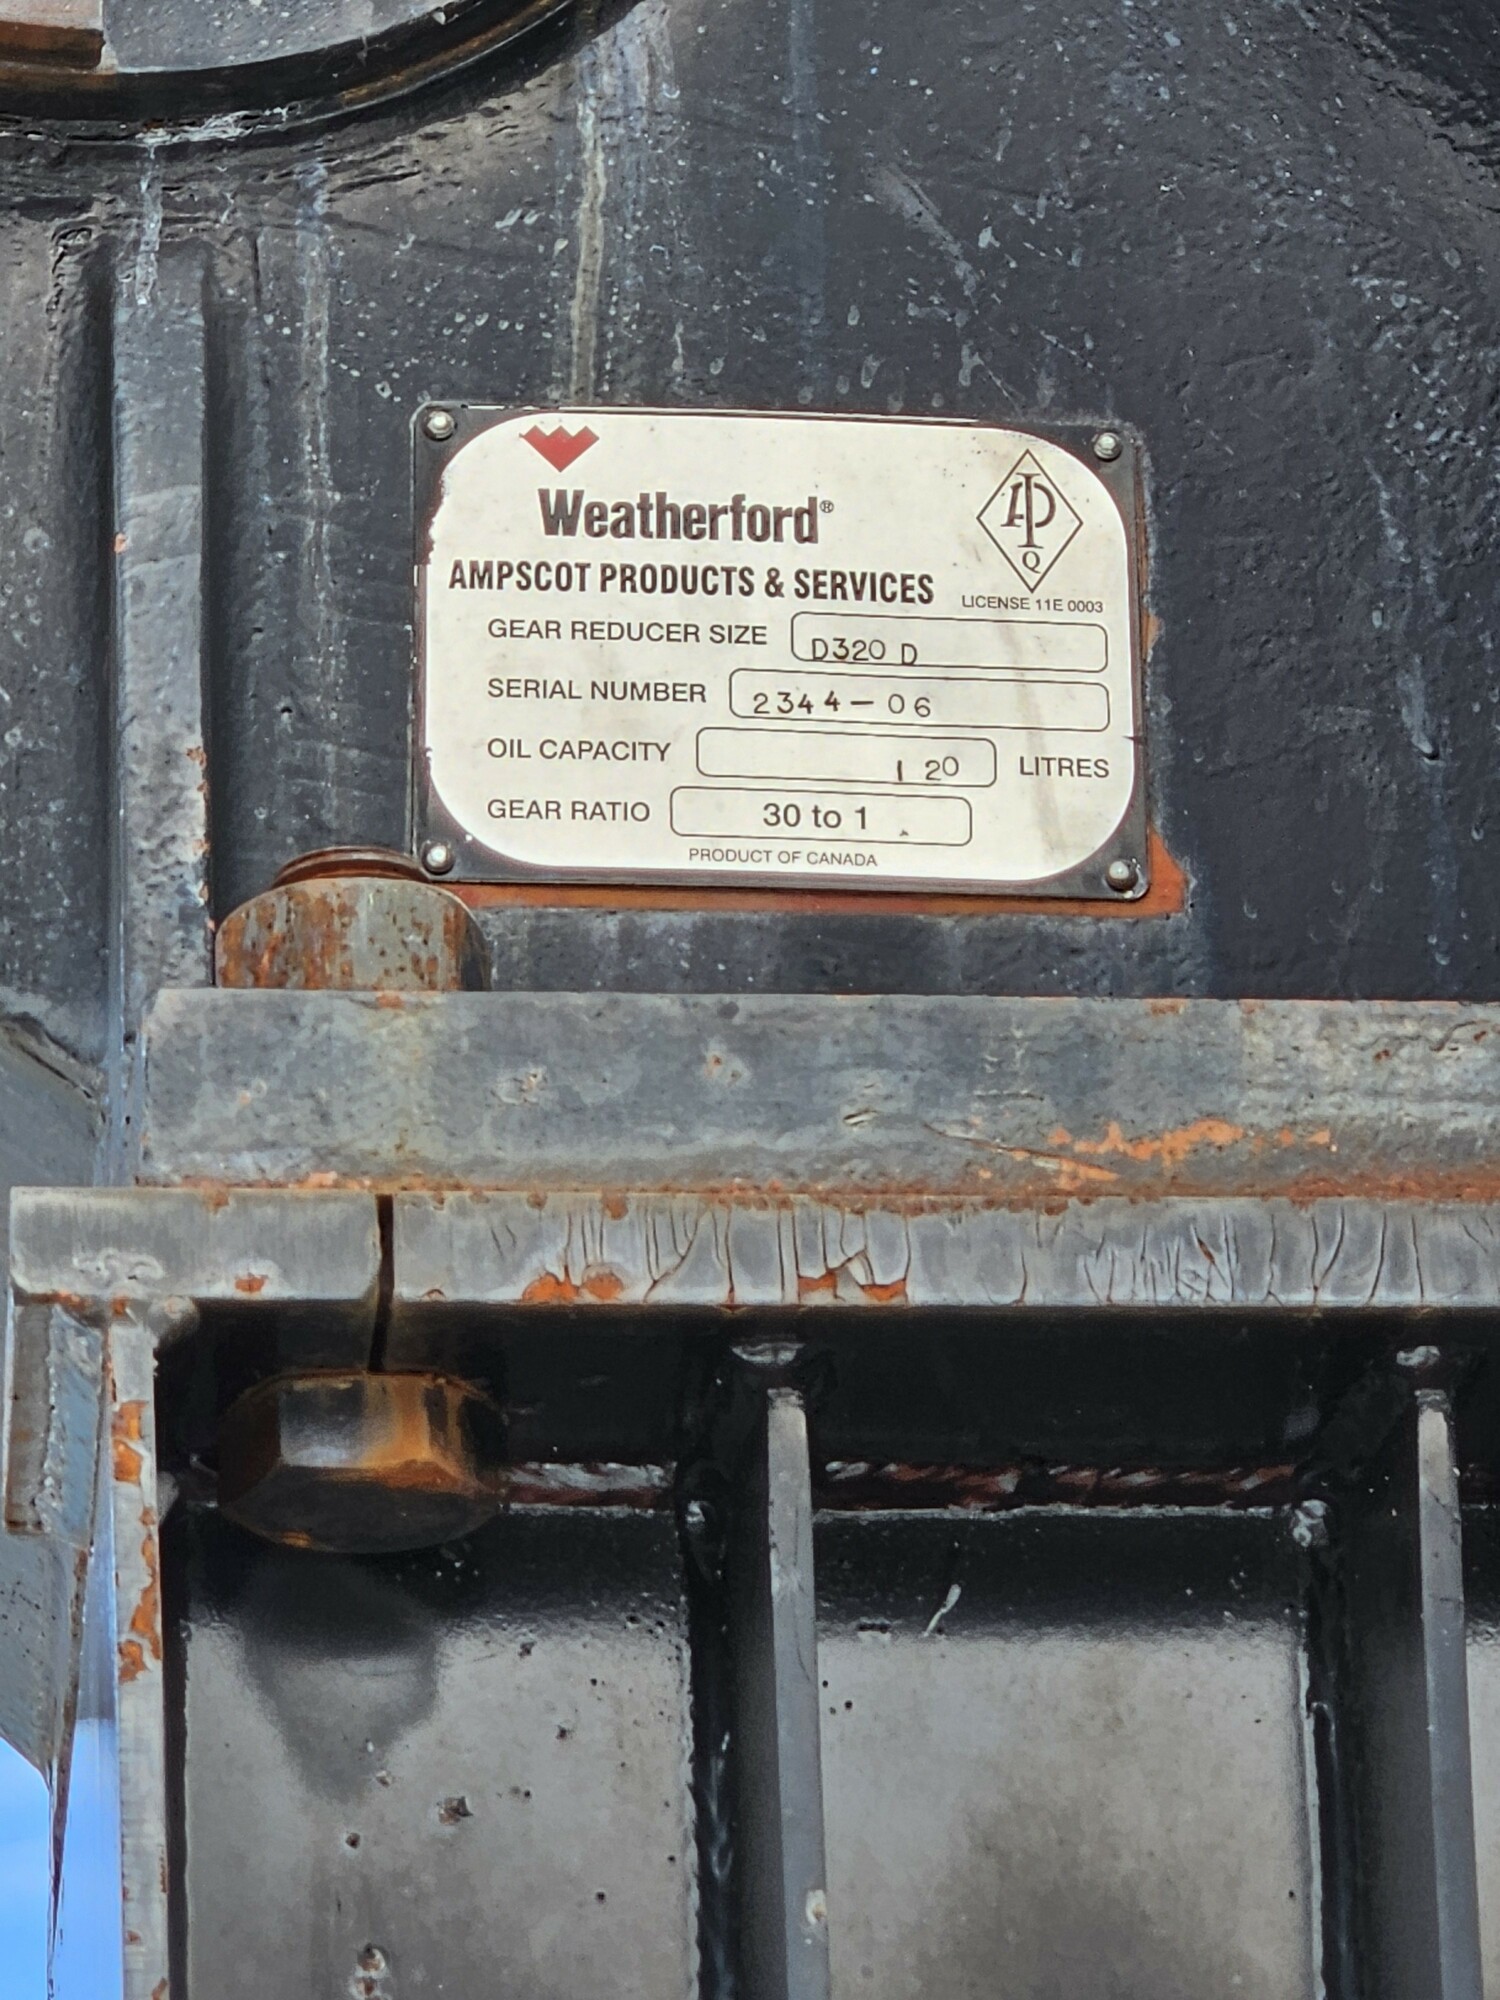 Weatherford®
API
Q
AMPSCOT PRODUCTS & SERVICES
LICENSE 11E 0003
GEAR REDUCER SIZE D320 D
SERIAL NUMBER 2344-06
OIL CAPACITY 120 LITRES
GEAR RATIO 30 to 1
PRODUCT OF CANADA